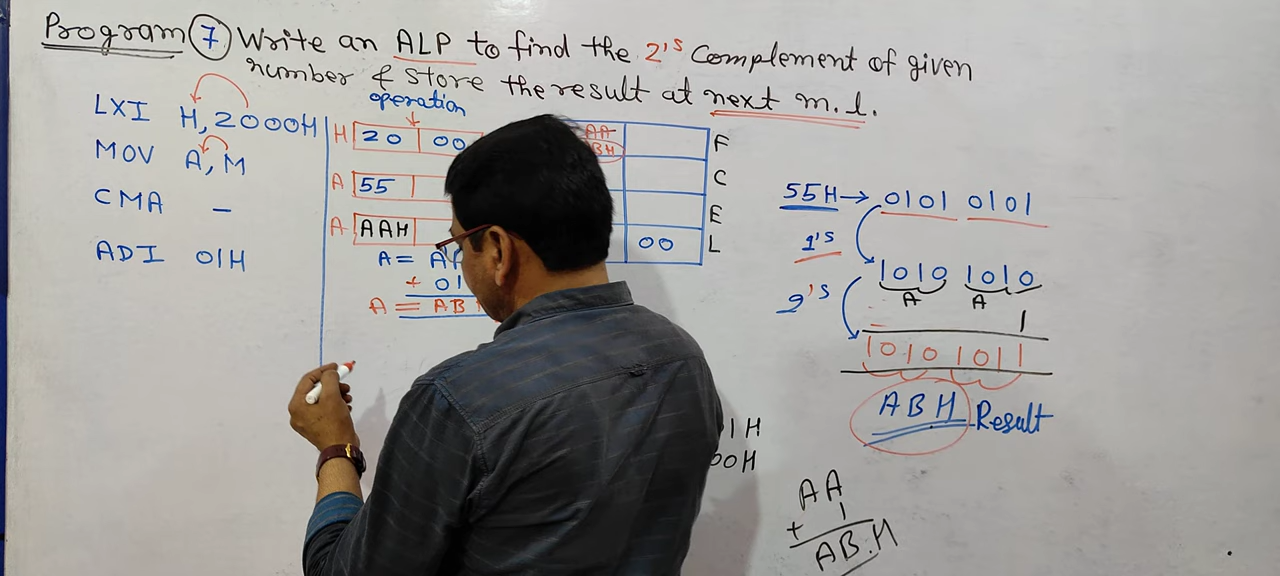 Program 7 Write an ALP to find the 2's Complement of given
number & store the result at next m.l.
LXI H, 2000H
MOV A, M
CMA –
ADI 01H
operation
H 20 00
A 55
A AAH
A = AA
+ 01
A = AB
AA F
BH
C
E
00 L
1H
00H
55H → 0101 0101
1's 1010 1010
A A
2's 1
1010 1011
ABH Result
AA
+ 1
ABH